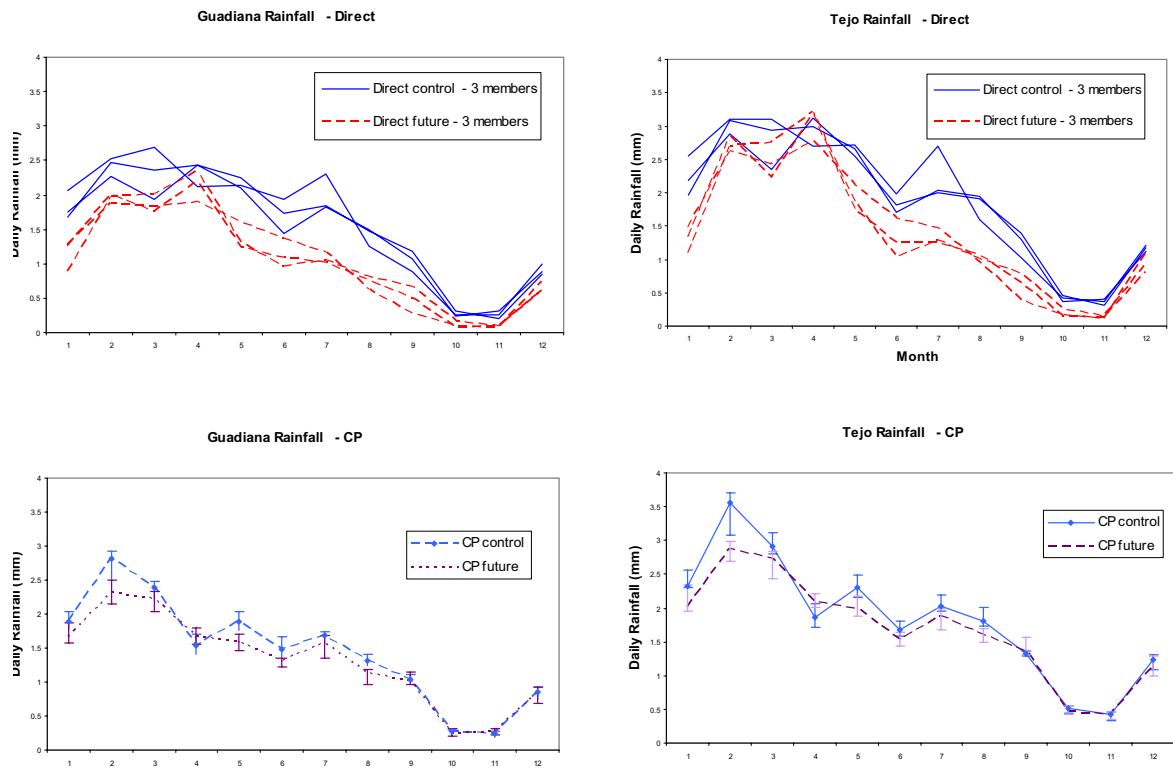 Guadiana Rainfall - Direct
4
3.5
3
2.5
2
1.5
1
0.5
0
Daily Rainfall (mm)
Direct control - 3 members
Direct future - 3 members
1 2 3 4 5 6 7 8 9 10 11 12
Tejo Rainfall - Direct
4
3.5
3
2.5
2
1.5
1
0.5
0
Daily Rainfall (mm)
Direct control - 3 members
Direct future - 3 members
1 2 3 4 5 6 7 8 9 10 11 12
Month
Guadiana Rainfall - CP
4
3.5
3
2.5
2
1.5
1
0.5
0
Daily Rainfall (mm)
CP control
CP future
1 2 3 4 5 6 7 8 9 10 11 12
Tejo Rainfall - CP
4
3.5
3
2.5
2
1.5
1
0.5
0
Daily Rainfall (mm)
CP control
CP future
1 2 3 4 5 6 7 8 9 10 11 12